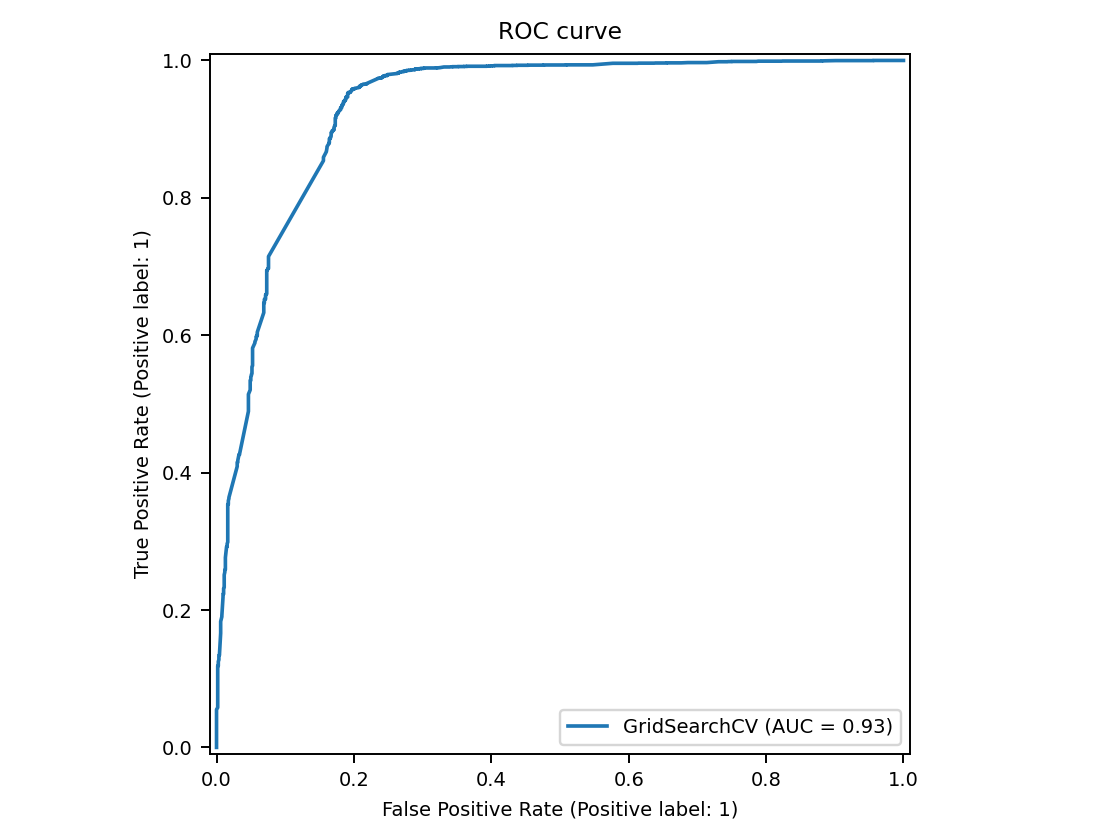 ROC curve
1.0
0.8
0.6
0.4
0.2
0.0
True Positive Rate (Positive label: 1)
GridSearchCV (AUC = 0.93)
0.0 0.2 0.4 0.6 0.8 1.0
False Positive Rate (Positive label: 1)